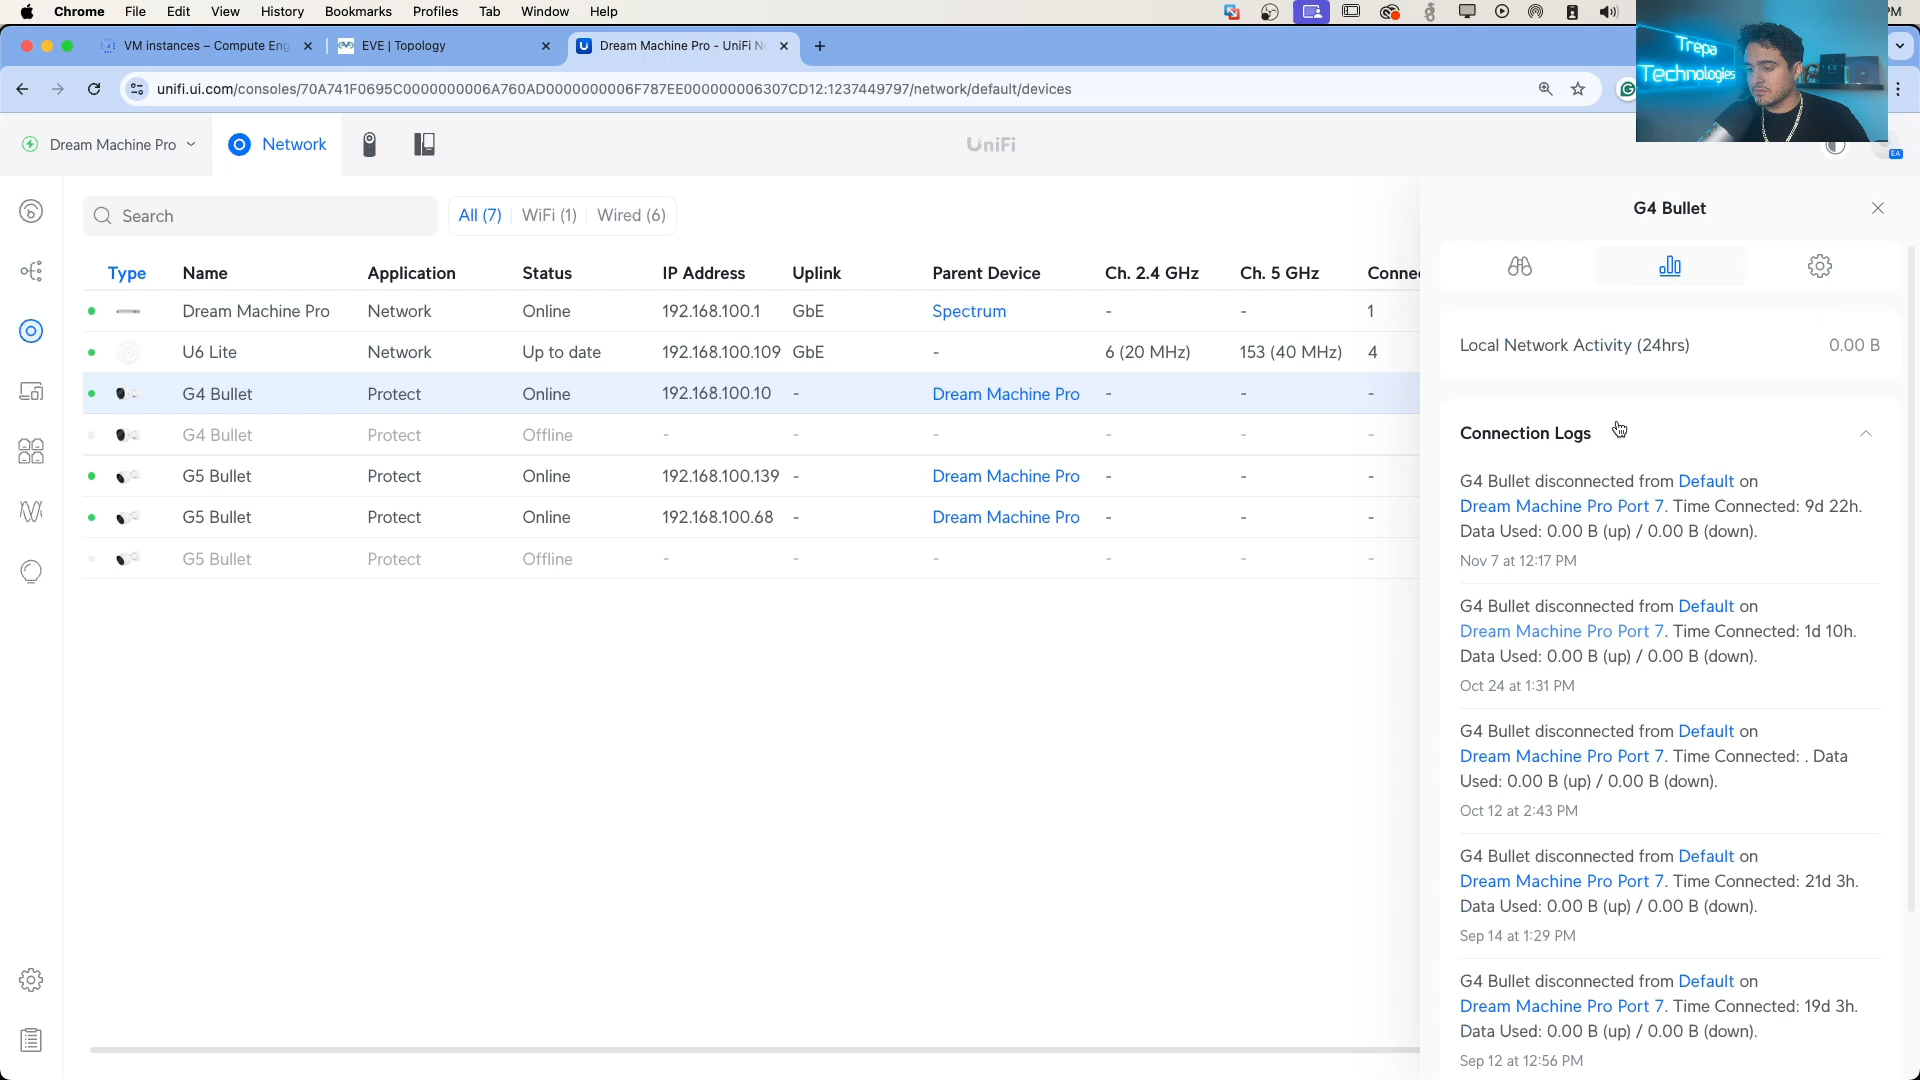 Chrome File Edit View History Bookmarks Profiles Tab Window Help
VM instances – Compute Eng
EVE | Topology
Dream Machine Pro - UniFi Ne
unifi.ui.com/consoles/70A741F0695C0000000006A760AD0000000006F787EE000000006307CD12:1237449797/network/default/devices
Trepa
Technologies
Dream Machine Pro
Network
UniFi
EA
Search
All (7) WiFi (1) Wired (6)
Type Name Application Status IP Address Uplink Parent Device Ch. 2.4 GHz Ch. 5 GHz Connec
Dream Machine Pro Network Online 192.168.100.1 GbE Spectrum - - 1
U6 Lite Network Up to date 192.168.100.109 GbE - 6 (20 MHz) 153 (40 MHz) 4
G4 Bullet Protect Online 192.168.100.10 - Dream Machine Pro - - -
G4 Bullet Protect Offline - - - - - -
G5 Bullet Protect Online 192.168.100.139 - Dream Machine Pro - - -
G5 Bullet Protect Online 192.168.100.68 - Dream Machine Pro - - -
G5 Bullet Protect Offline - - - - - -
G4 Bullet
Local Network Activity (24hrs) 0.00 B
Connection Logs
G4 Bullet disconnected from Default on
Dream Machine Pro Port 7. Time Connected: 9d 22h.
Data Used: 0.00 B (up) / 0.00 B (down).
Nov 7 at 12:17 PM
G4 Bullet disconnected from Default on
Dream Machine Pro Port 7. Time Connected: 1d 10h.
Data Used: 0.00 B (up) / 0.00 B (down).
Oct 24 at 1:31 PM
G4 Bullet disconnected from Default on
Dream Machine Pro Port 7. Time Connected: . Data
Used: 0.00 B (up) / 0.00 B (down).
Oct 12 at 2:43 PM
G4 Bullet disconnected from Default on
Dream Machine Pro Port 7. Time Connected: 21d 3h.
Data Used: 0.00 B (up) / 0.00 B (down).
Sep 14 at 1:29 PM
G4 Bullet disconnected from Default on
Dream Machine Pro Port 7. Time Connected: 19d 3h.
Data Used: 0.00 B (up) / 0.00 B (down).
Sep 12 at 12:56 PM